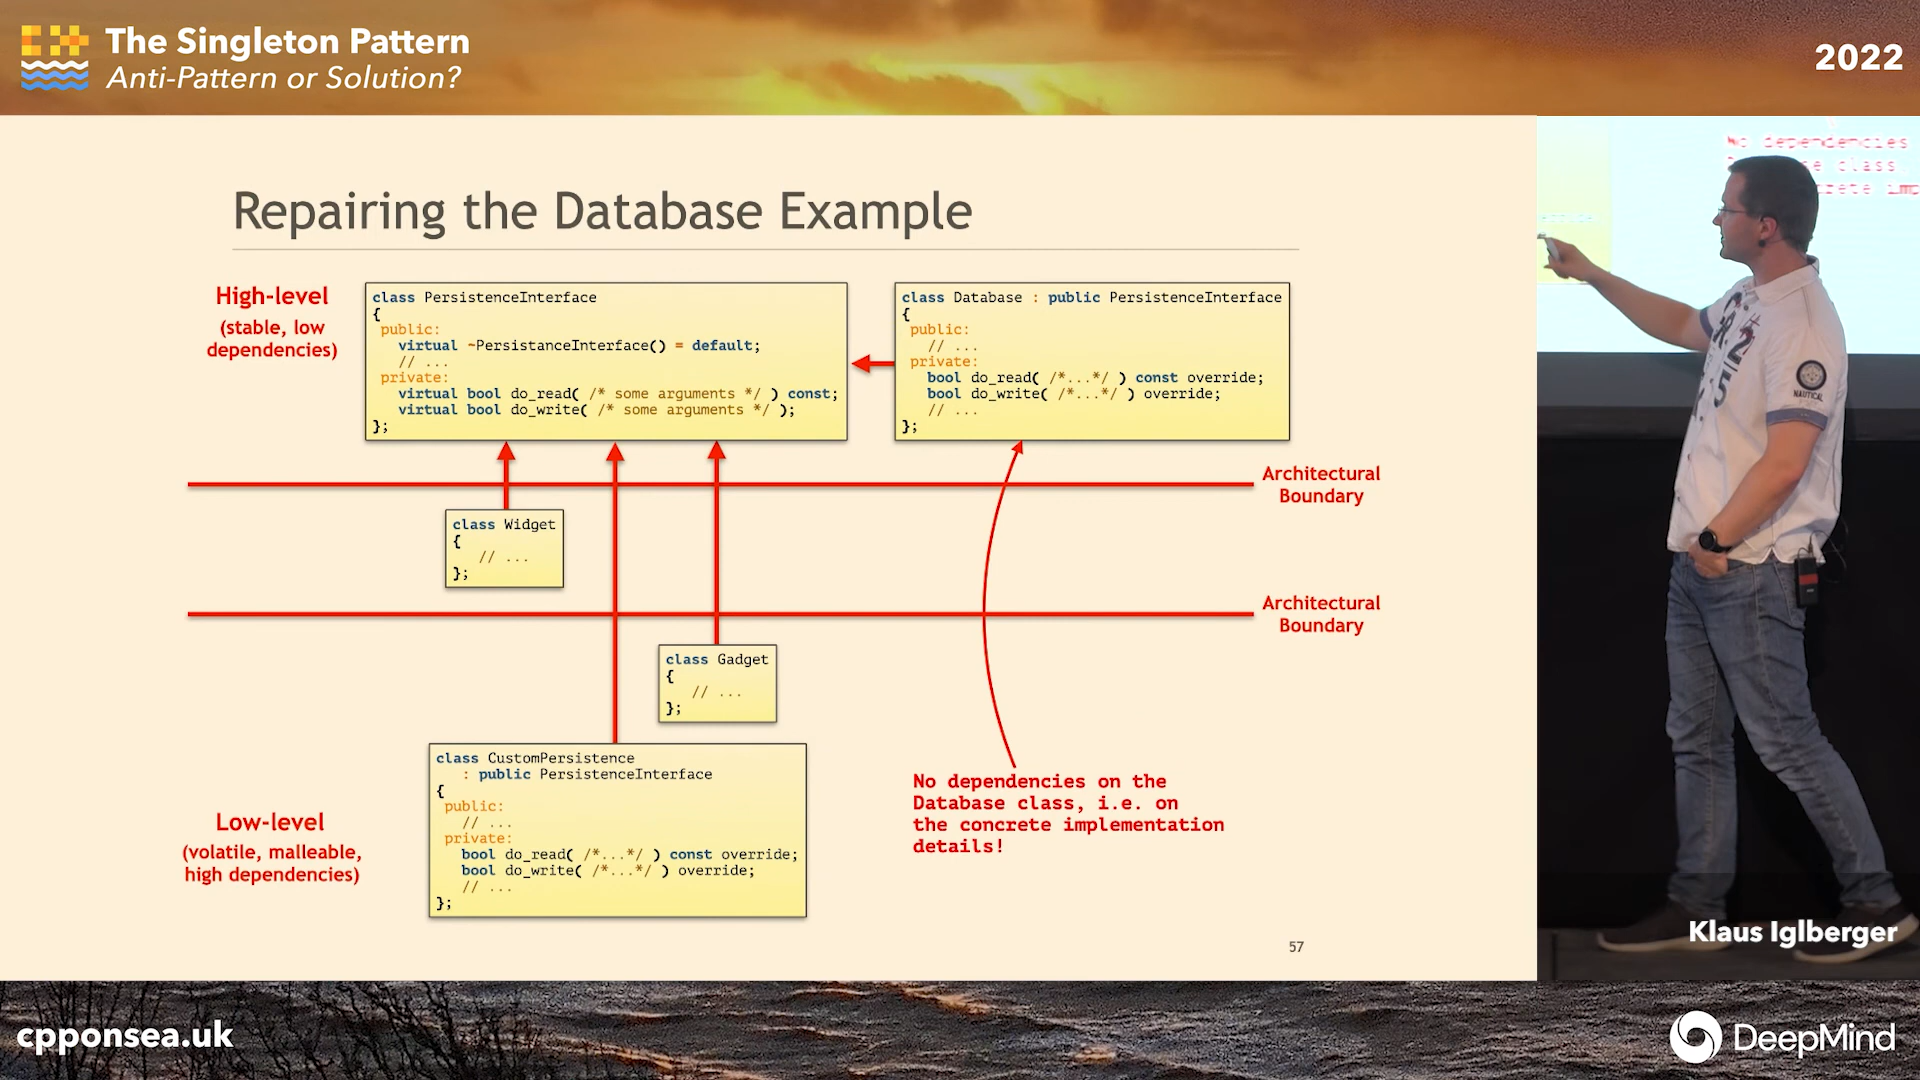 The Singleton Pattern
Anti-Pattern or Solution?
2022
Repairing the Database Example
High-level
(stable, low
dependencies)
class PersistenceInterface
{
public:
virtual ~PersistanceInterface() = default;
// ...
private:
virtual bool do_read( /* some arguments */ ) const;
virtual bool do_write( /* some arguments */ );
};
class Database : public PersistenceInterface
{
public:
// ...
private:
bool do_read( /*...*/ ) const override;
bool do_write( /*...*/ ) override;
// ...
};
Architectural
Boundary
class Widget
{
// ...
};
Architectural
Boundary
class Gadget
{
// ...
};
class CustomPersistence
: public PersistenceInterface
{
public:
// ...
private:
bool do_read( /*...*/ ) const override;
bool do_write( /*...*/ ) override;
// ...
};
Low-level
(volatile, malleable,
high dependencies)
No dependencies on the
Database class, i.e. on
the concrete implementation
details!
57
No dependencies
class,
NAUTICAL
Klaus Iglberger
cpponsea.uk
DeepMind